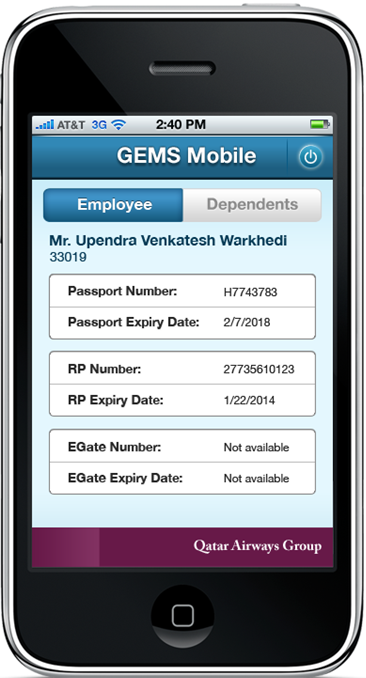 AT&T 3G 2:40 PM
GEMS Mobile
Employee Dependents
Mr. Upendra Venkatesh Warkhedi
33019
Passport Number: H7743783
Passport Expiry Date: 2/7/2018
RP Number: 27735610123
RP Expiry Date: 1/22/2014
EGate Number: Not available
EGate Expiry Date: Not available
Qatar Airways Group